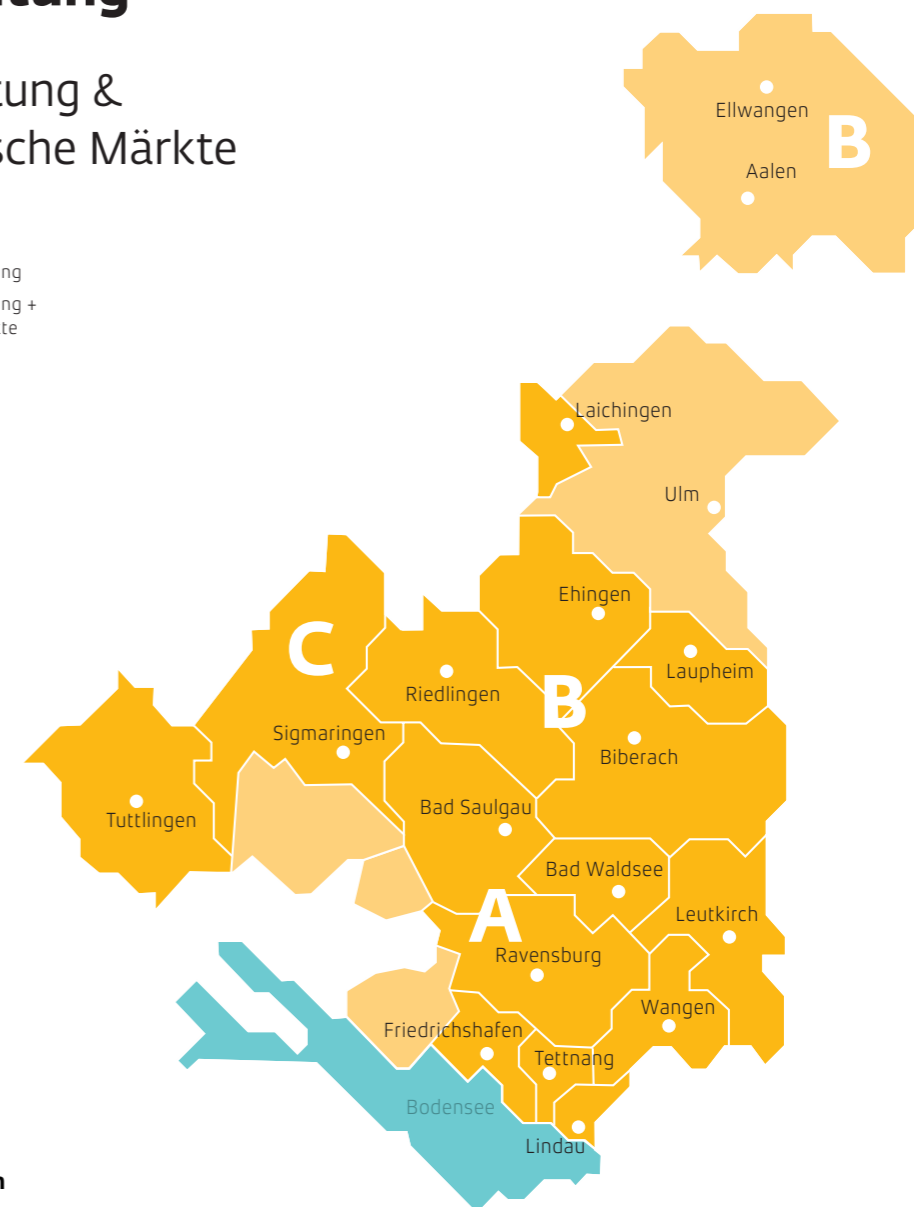 tung
tung &
sche Märkte
ng
ng +
te
Ellwangen
B
Aalen
Laichingen
Ulm
Ehingen
C
Laupheim
Riedlingen
B
Sigmaringen
Biberach
Bad Saulgau
Tuttlingen
Bad Waldsee
A
Leutkirch
Ravensburg
Wangen
Friedrichshafen
Tettnang
Bodensee
Lindau
n